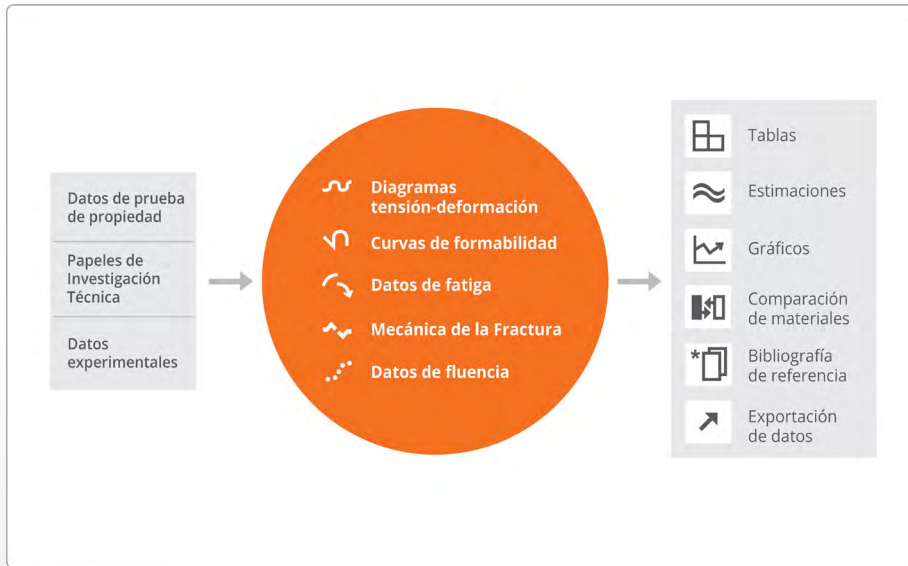 Datos de prueba
de propiedad
Papeles de
Investigación
Técnica
Datos
experimentales
Diagramas
tensión-deformación
Curvas de formabilidad
Datos de fatiga
Mecánica de la Fractura
Datos de fluencia
Tablas
Estimaciones
Gráficos
Comparación
de materiales
Bibliografía
de referencia
Exportación
de datos